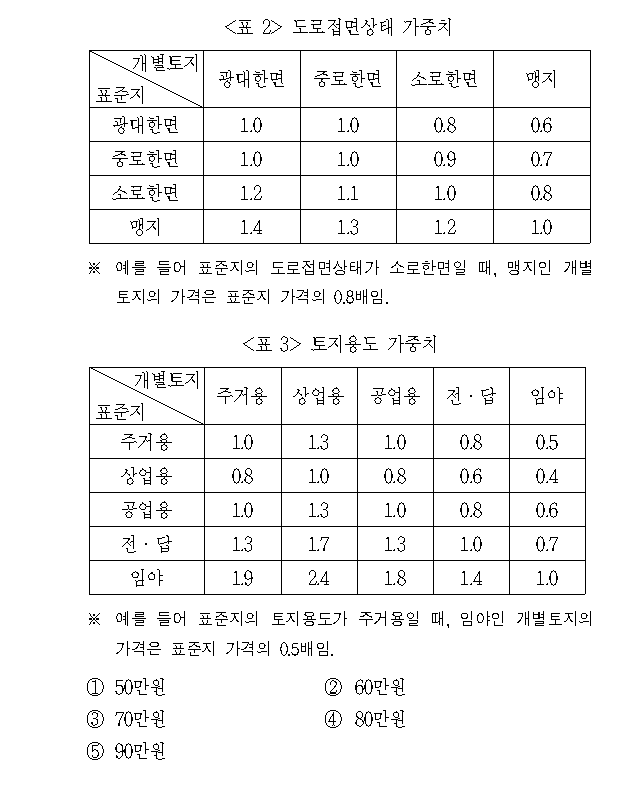 <표 2> 도로접면상태 가중치
개별토지 광대한면 중로한면 소로한면 맹지
표준지
광대한면 1.0 1.0 0.8 0.6
중로한면 1.0 1.0 0.9 0.7
소로한면 1.2 1.1 1.0 0.8
맹지 1.4 1.3 1.2 1.0
※ 예를 들어 표준지의 도로접면상태가 소로한면일 때, 맹지인 개별
토지의 가격은 표준지 가격의 0.8배임.
<표 3> 토지용도 가중치
개별토지 주거용 상업용 공업용 전·답 임야
표준지
주거용 1.0 1.3 1.0 0.8 0.5
상업용 0.8 1.0 0.8 0.6 0.4
공업용 1.0 1.3 1.0 0.8 0.6
전·답 1.3 1.7 1.3 1.0 0.7
임야 1.9 2.4 1.8 1.4 1.0
※ 예를 들어 표준지의 토지용도가 주거용일 때, 임야인 개별토지의
가격은 표준지 가격의 0.5배임.
① 50만원 ② 60만원
③ 70만원 ④ 80만원
⑤ 90만원